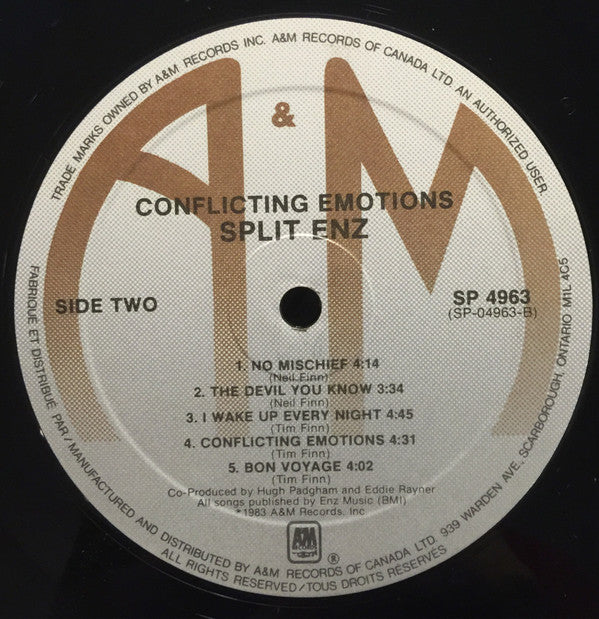 TRADE MARKS OWNED BY A&M RECORDS INC. A&M RECORDS OF CANADA LTD. AN AUTHORIZED USER.
A&M
CONFLICTING EMOTIONS
SPLIT ENZ
SIDE TWO
SP 4963
(SP-04963-B)
1. NO MISCHIEF 4:14
(Neil Finn)
2. THE DEVIL YOU KNOW 3:34
(Neil Finn)
3. I WAKE UP EVERY NIGHT 4:45
(Tim Finn)
4. CONFLICTING EMOTIONS 4:31
(Tim Finn)
5. BON VOYAGE 4:02
(Tim Finn)
Co-Produced by Hugh Padgham and Eddie Rayner
All songs published by Enz Music (BMI)
℗1983 A&M Records, Inc
A&M
RECORDS
®
FABRIQUÉ ET DISTRIBUÉ PAR/MANUFACTURED AND DISTRIBUTED BY A&M RECORDS OF CANADA LTD. 939 WARDEN AVE., SCARBOROUGH, ONTARIO M1L 4C5
ALL RIGHTS RESERVED/TOUS DROITS RESERVÉS